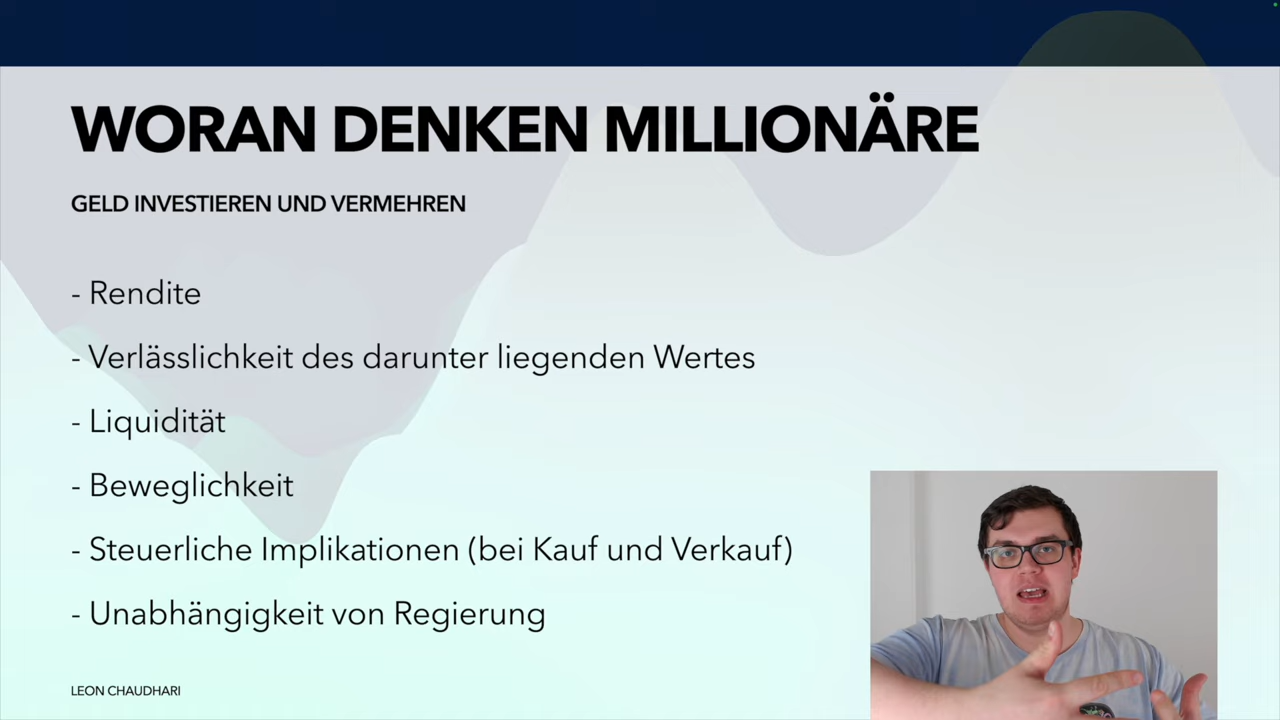 WORAN DENKEN MILLIONÄRE
GELD INVESTIEREN UND VERMEHREN
- Rendite
- Verlässlichkeit des darunter liegenden Wertes
- Liquidität
- Beweglichkeit
- Steuerliche Implikationen (bei Kauf und Verkauf)
- Unabhängigkeit von Regierung
LEON CHAUDHARI